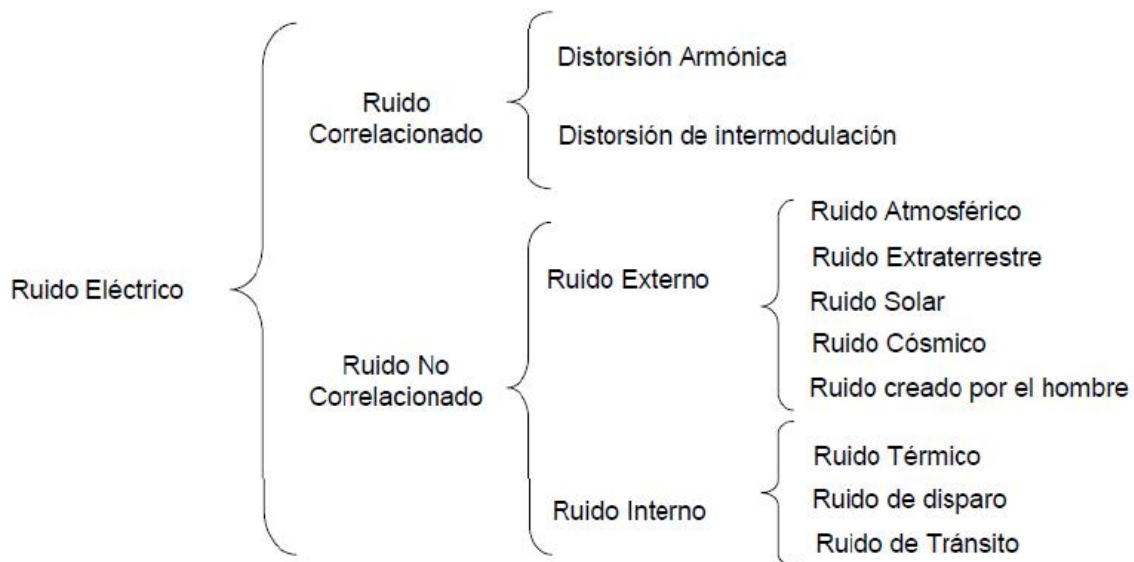 Ruido Eléctrico
Ruido
Correlacionado
Distorsión Armónica
Distorsión de intermodulación
Ruido No
Correlacionado
Ruido Externo
Ruido Atmosférico
Ruido Extraterrestre
Ruido Solar
Ruido Cósmico
Ruido creado por el hombre
Ruido Interno
Ruido Térmico
Ruido de disparo
Ruido de Tránsito